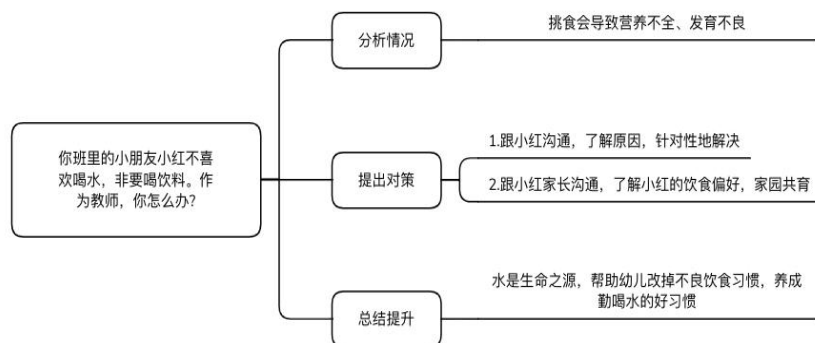 你班里的小朋友小红不喜
欢喝水，非要喝饮料。作
为教师，你怎么办?
分析情况
挑食会导致营养不全、发育不良
提出对策
1.跟小红沟通，了解原因，针对性地解决
2.跟小红家长沟通，了解小红的饮食偏好，家园共育
总结提升
水是生命之源，帮助幼儿改掉不良饮食习惯，养成
勤喝水的好习惯